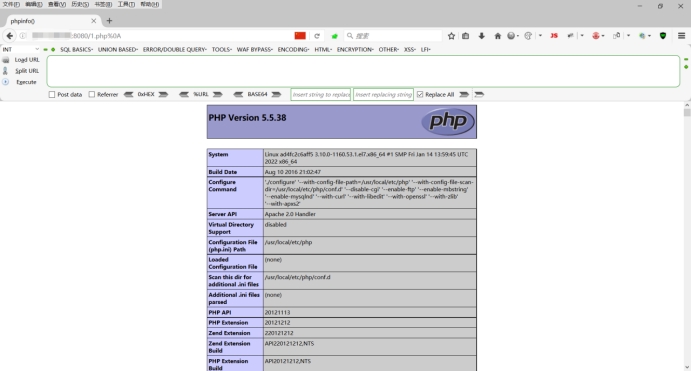 文件(F) 编辑(E) 查看(V) 历史(S) 书签(B) 工具(T) 帮助(H)
phpinfo()
:8080/1.php%0A
搜索
INT
SQL BASICS UNION BASED ERROR/DOUBLE QUERY TOOLS WAF BYPASS ENCODING HTML ENCRYPTION OTHER XSS LFI
Load URL
Split URL
Execute
Post data Referrer 0xHEX %URL BASE64 Insert string to replace Insert replacing string Replace All
PHP Version 5.5.38
php
System Linux ad4fc2c6aff5 3.10.0-1160.53.1.el7.x86_64 #1 SMP Fri Jan 14 13:59:45 UTC
2022 x86_64
Build Date Aug 10 2016 21:02:47
Configure
Command
'./configure' '--with-config-file-path=/usr/local/etc/php' '--with-config-file-scan-
dir=/usr/local/etc/php/conf.d' '--disable-cgi' '--enable-ftp' '--enable-mbstring'
'--enable-mysqlnd' '--with-curl' '--with-libedit' '--with-openssl' '--with-zlib'
'--with-apxs2'
Server API Apache 2.0 Handler
Virtual Directory
Support
disabled
Configuration File
(php.ini) Path
/usr/local/etc/php
Loaded
Configuration File
(none)
Scan this dir for
additional .ini files
/usr/local/etc/php/conf.d
Additional .ini files
parsed
(none)
PHP API 20121113
PHP Extension 20121212
Zend Extension 220121212
Zend Extension
Build
API220121212,NTS
PHP Extension
Build
API20121212,NTS